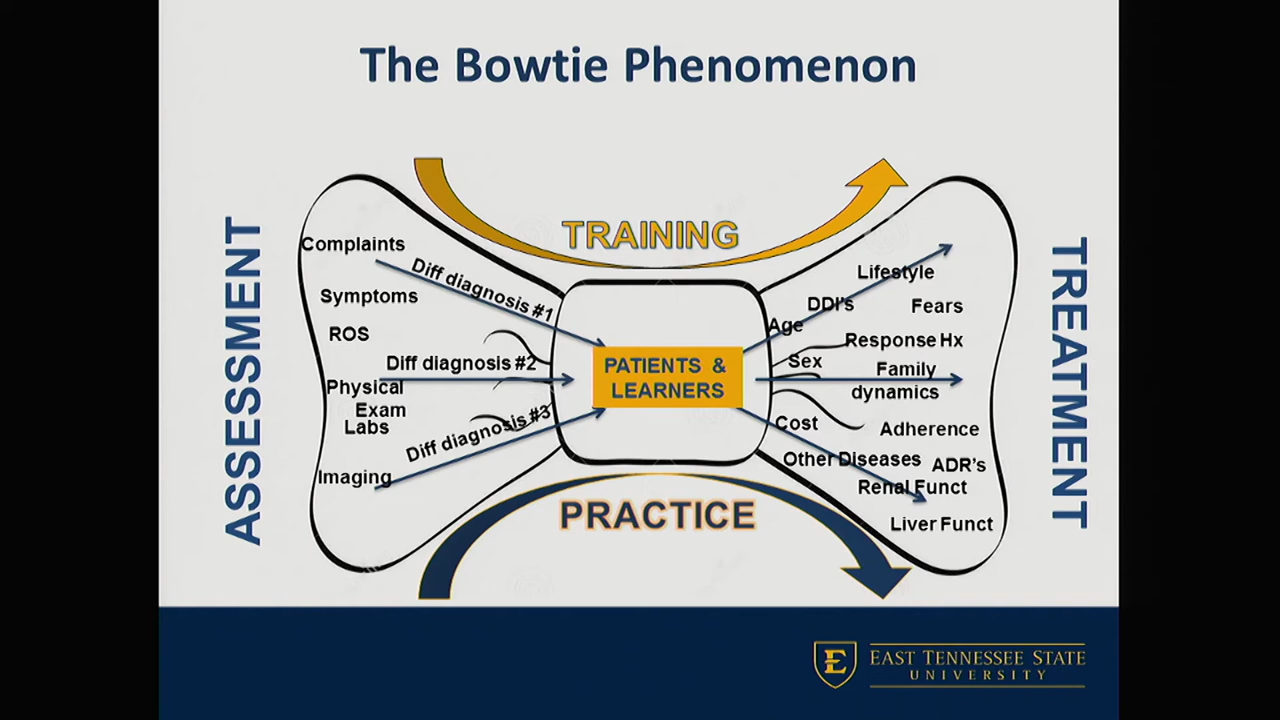 The Bowtie Phenomenon
TRAINING
ASSESSMENT
Complaints
Symptoms
ROS
Physical
Exam
Labs
Imaging
Diff diagnosis #1
Diff diagnosis #2
Diff diagnosis #3
PATIENTS &
LEARNERS
Lifestyle
DDI's
Fears
Age
Response Hx
Sex
Family
dynamics
Cost
Adherence
Other Diseases
ADR's
Renal Funct
Liver Funct
TREATMENT
PRACTICE
E
EAST TENNESSEE STATE
UNIVERSITY